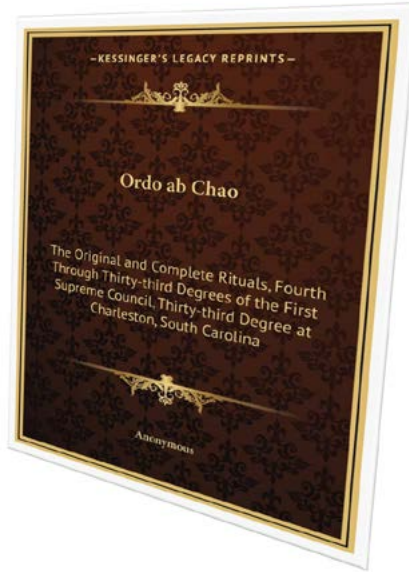 —KESSINGER'S LEGACY REPRINTS—
Ordo ab Chao
The Original and Complete Rituals, Fourth
Through Thirty-third Degrees of the First
Supreme Council, Thirty-third Degree at
Charleston, South Carolina
Anonymous